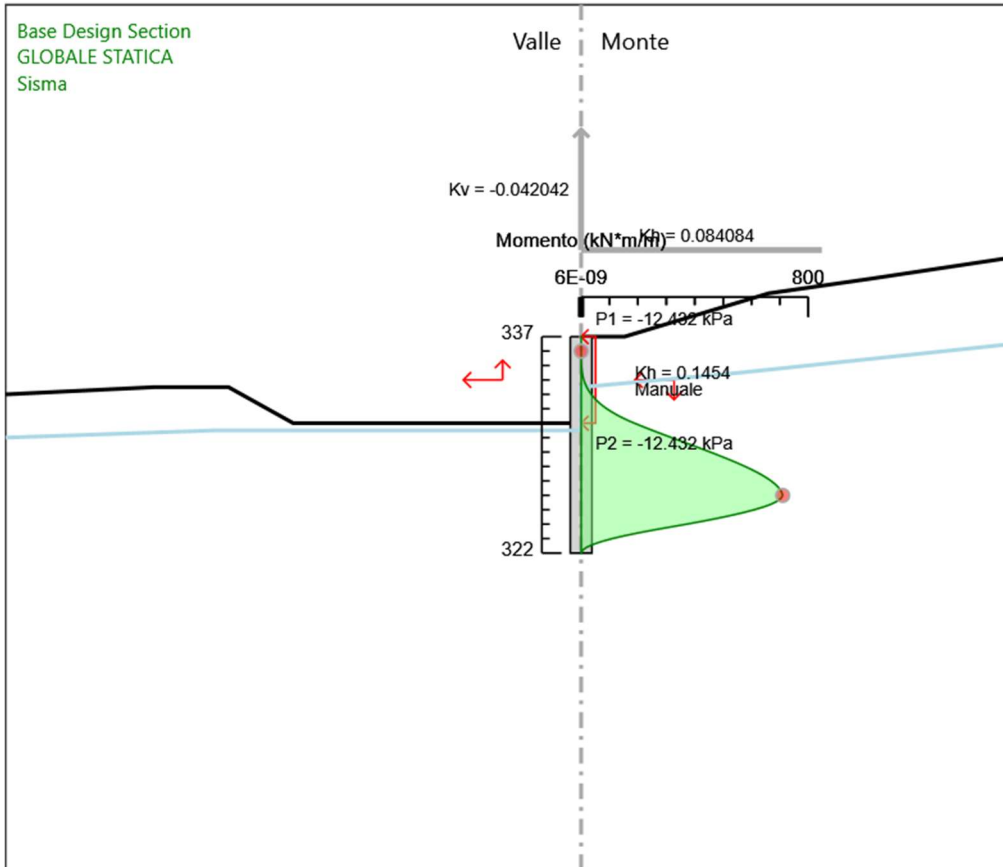 Base Design Section
GLOBALE STATICA
Sisma
Valle
Monte
Kv = -0.042042
Momento (kN*m/m)
Kh = 0.084084
6E-09
800
P1 = -12.432 kPa
337
Kh = 0.1454
Manuale
P2 = -12.432 kPa
322